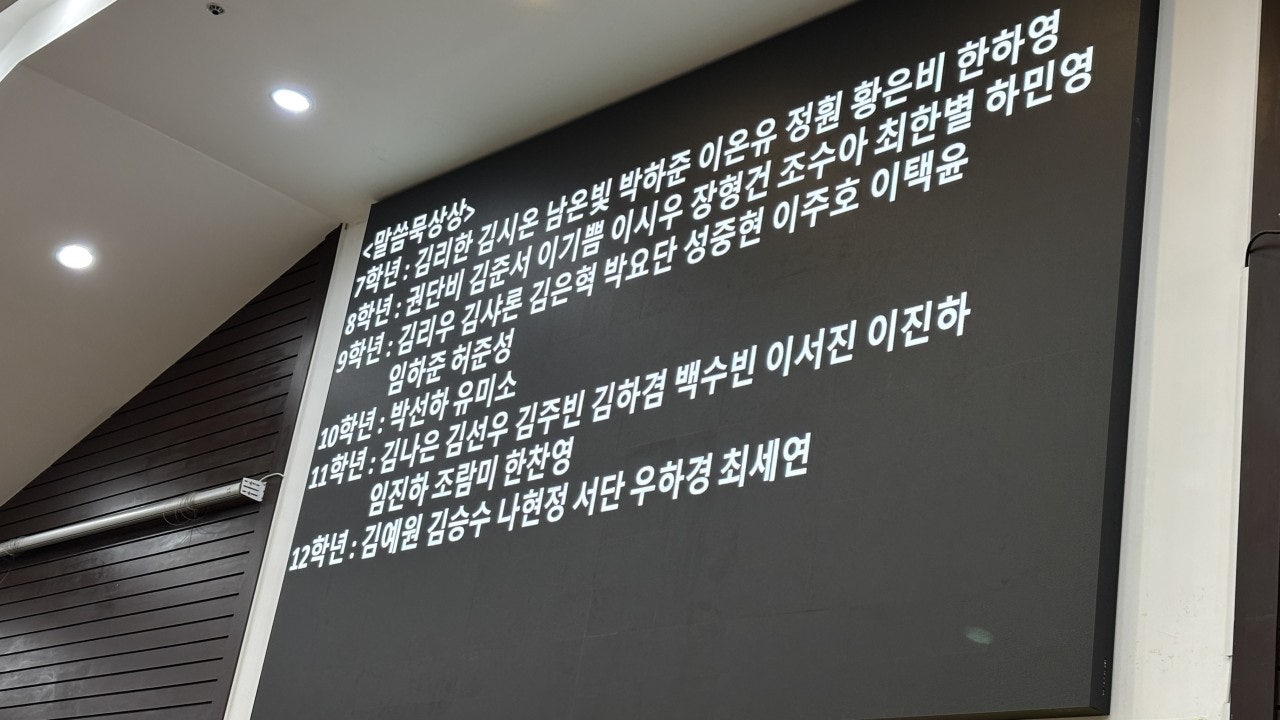 <말씀묵상상>
7학년 : 김리한 김시온 남온빛 박하준 이온유 정훤 황은비 한하영
8학년 : 권단비 김준서 이기쁨 이시우 장형건 조수아 최한별 하민영
9학년 : 김리우 김샤론 김은혁 박요단 성중현 이주호 이택윤
임하준 허준성
10학년 : 박선하 유미소
11학년 : 김나은 김선우 김주빈 김하겸 백수빈 이서진 이진하
임진하 조람미 한찬영
12학년 : 김예원 김승수 나현정 서단 우하경 최세연